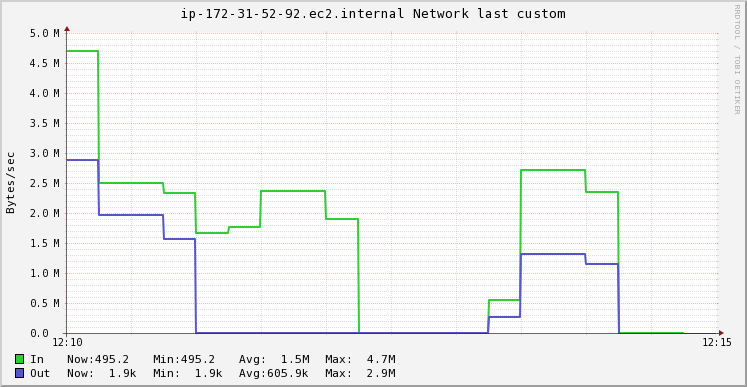 ip-172-31-52-92.ec2.internal Network last custom
RRDTOOL / TOBI OETIKER
Bytes/sec
5.0 M
4.5 M
4.0 M
3.5 M
3.0 M
2.5 M
2.0 M
1.5 M
1.0 M
0.5 M
0.0
12:10 12:15
In Now:495.2 Min:495.2 Avg: 1.5M Max: 4.7M
Out Now: 1.9k Min: 1.9k Avg:605.9k Max: 2.9M